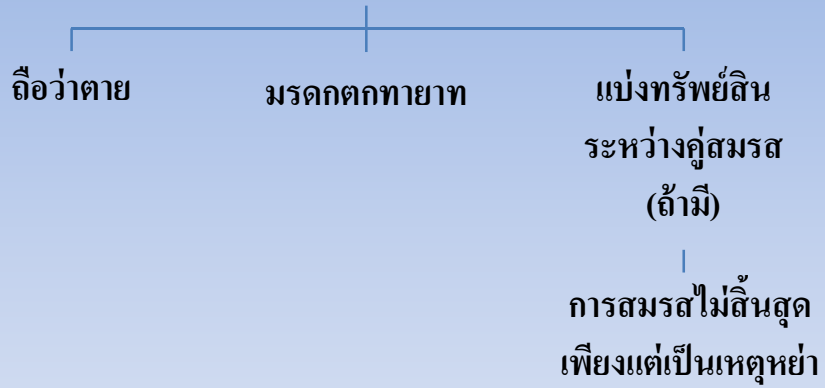 ถือว่าตาย
มรดกตกทายาท
แบ่งทรัพย์สิน
ระหว่างคู่สมรส
(ถ้ามี)
การสมรสไม่สิ้นสุด
เพียงแต่เป็นเหตุหย่า